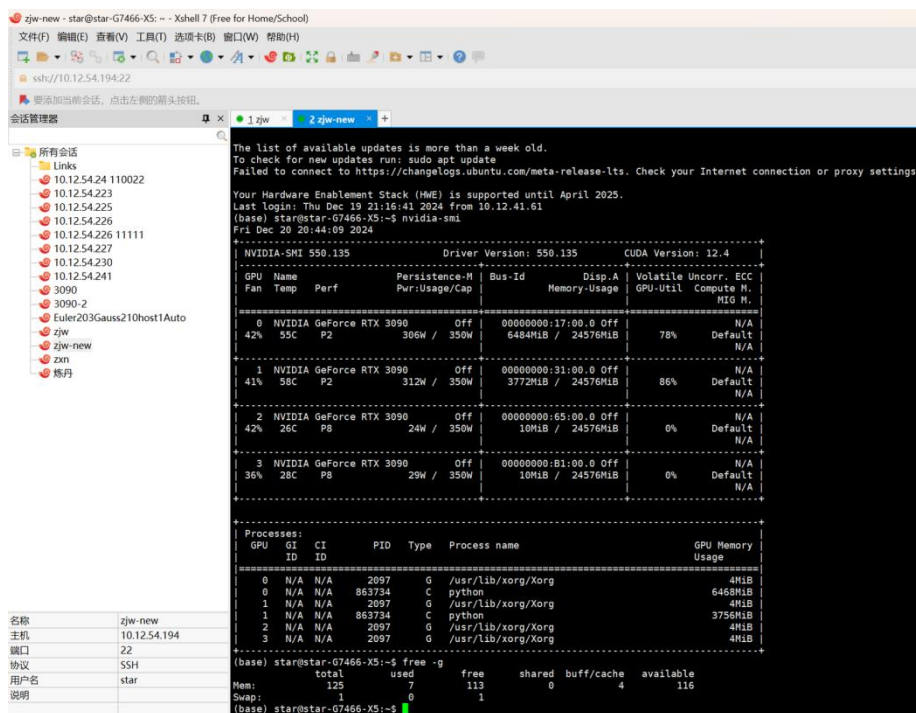 zjw-new - star@star-G7466-X5: ~ - Xshell 7 (Free for Home/School)
文件(F) 编辑(E) 查看(V) 工具(T) 选项卡(B) 窗口(W) 帮助(H)
ssh://10.12.54.194:22
要添加当前会话，点击左侧的箭头按钮。
会话管理器
1 zjw × 2 zjw-new × +
所有会话
Links
10.12.54.24 110022
10.12.54.223
10.12.54.225
10.12.54.226
10.12.54.226 11111
10.12.54.227
10.12.54.230
10.12.54.241
3090
3090-2
Euler203Gauss210host1Auto
zjw
zjw-new
zxn
炼丹
名称 zjw-new
主机 10.12.54.194
端口 22
协议 SSH
用户名 star
说明
The list of available updates is more than a week old.
To check for new updates run: sudo apt update
Failed to connect to https://changelogs.ubuntu.com/meta-release-lts. Check your Internet connection or proxy settings
Your Hardware Enablement Stack (HWE) is supported until April 2025.
Last login: Thu Dec 19 21:16:41 2024 from 10.12.41.61
(base) star@star-G7466-X5:~$ nvidia-smi
Fri Dec 20 20:44:09 2024
NVIDIA-SMI 550.135 Driver Version: 550.135 CUDA Version: 12.4
GPU Name Persistence-M | Bus-Id Disp.A | Volatile Uncorr. ECC
Fan Temp Perf Pwr:Usage/Cap | Memory-Usage | GPU-Util Compute M.
MIG M.
0 NVIDIA GeForce RTX 3090 Off | 00000000:17:00.0 Off | N/A
42% 55C P2 306W / 350W | 6484MiB / 24576MiB | 78% Default
N/A
1 NVIDIA GeForce RTX 3090 Off | 00000000:31:00.0 Off | N/A
41% 58C P2 312W / 350W | 3772MiB / 24576MiB | 86% Default
N/A
2 NVIDIA GeForce RTX 3090 Off | 00000000:65:00.0 Off | N/A
42% 26C P8 24W / 350W | 10MiB / 24576MiB | 0% Default
N/A
3 NVIDIA GeForce RTX 3090 Off | 00000000:B1:00.0 Off | N/A
36% 28C P8 29W / 350W | 10MiB / 24576MiB | 0% Default
N/A
Processes:
GPU GI CI PID Type Process name GPU Memory
ID ID Usage
0 N/A N/A 2097 G /usr/lib/xorg/Xorg 4MiB
0 N/A N/A 863734 C python 6468MiB
1 N/A N/A 2097 G /usr/lib/xorg/Xorg 4MiB
1 N/A N/A 863734 C python 3756MiB
2 N/A N/A 2097 G /usr/lib/xorg/Xorg 4MiB
3 N/A N/A 2097 G /usr/lib/xorg/Xorg 4MiB
(base) star@star-G7466-X5:~$ free -g
total used free shared buff/cache available
Mem: 125 7 113 0 4 116
Swap: 1 0 1
(base) star@star-G7466-X5:~$